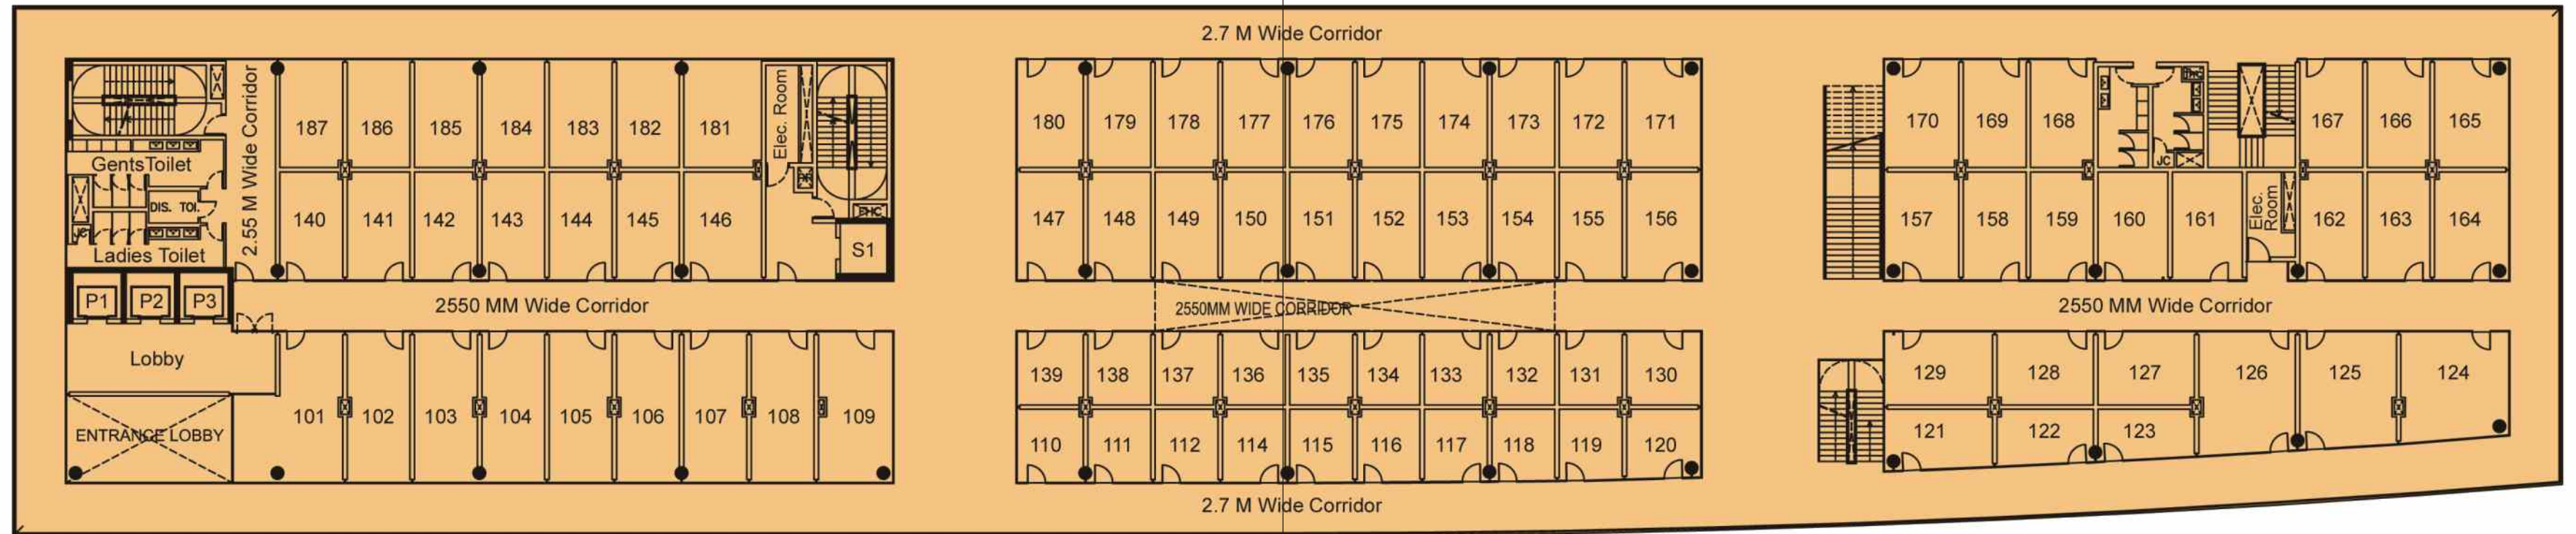 2.7 M Wide Corridor
2.55 M Wide Corridor
187 186 185 184 183 182 181
Elec. Room
180 179 178 177 176 175 174 173 172 171
170 169 168
167 166 165
Gents Toilet
JC
DIS. TOI.
140 141 142 143 144 145 146
FHC
147 148 149 150 151 152 153 154 155 156
157 158 159 160 161
Elec.
Room
162 163 164
JC
Ladies Toilet
S1
P1 P2 P3
2550 MM Wide Corridor
2550MM WIDE CORRIDOR
2550 MM Wide Corridor
Lobby
139 138 137 136 135 134 133 132 131 130
129 128 127 126 125 124
101 102 103 104 105 106 107 108 109
ENTRANCE LOBBY
110 111 112 114 115 116 117 118 119 120
121 122 123
2.7 M Wide Corridor